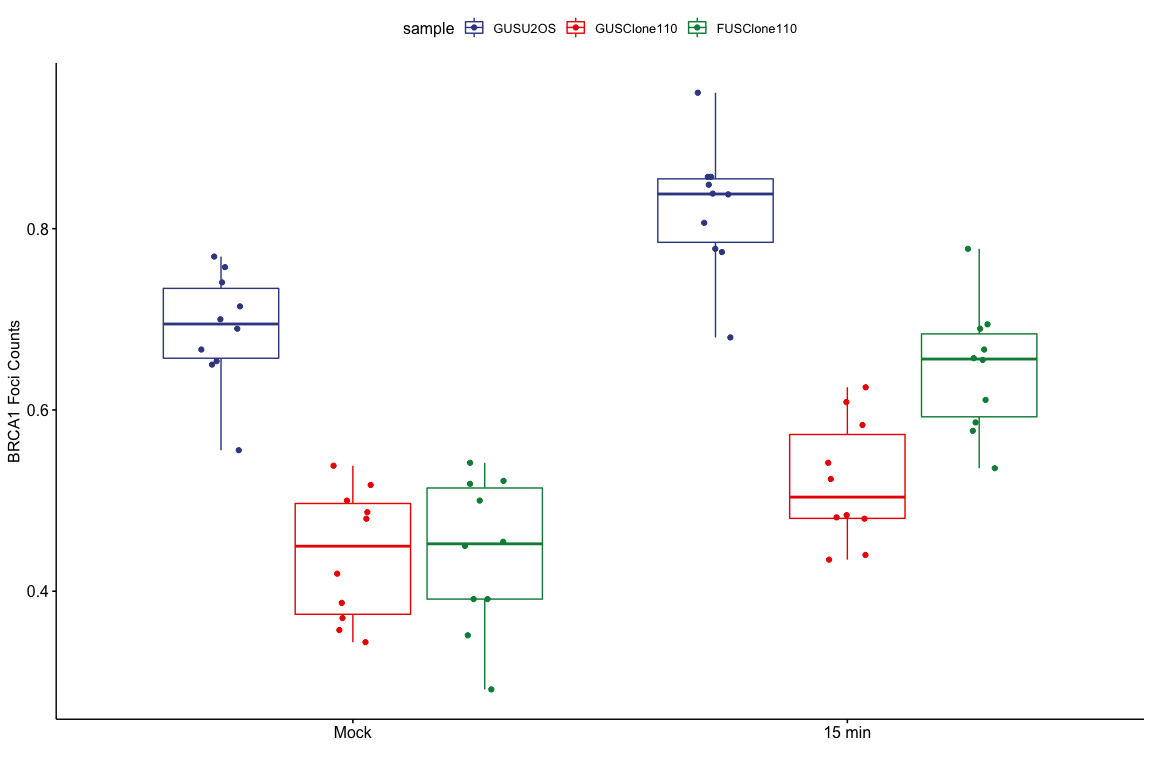 sample GUSU2OS GUSClone110 FUSClone110
BRCA1 Foci Counts
0.8
0.6
0.4
Mock 15 min